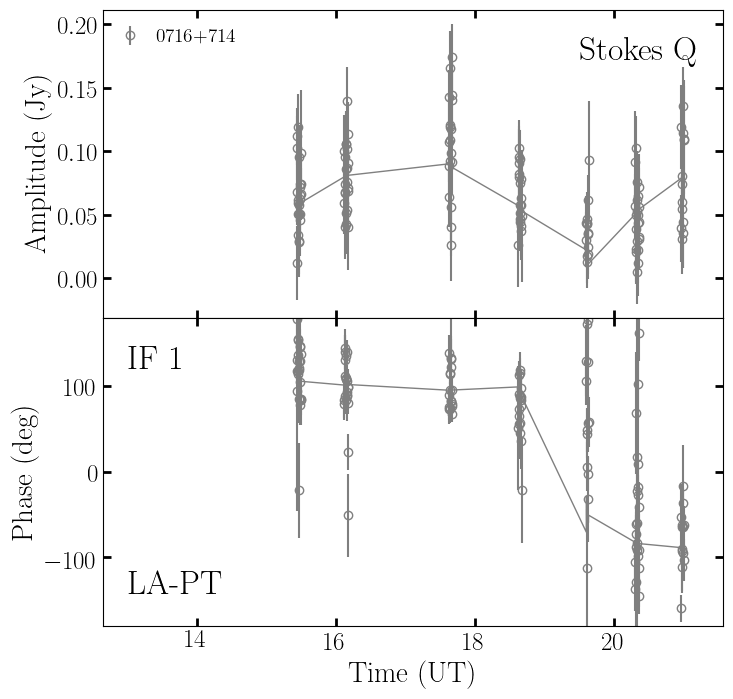 0716+714
Stokes Q
0.20
0.15
0.10
0.05
0.00
Amplitude (Jy)
IF 1
100
0
−100
Phase (deg)
LA-PT
14 16 18 20
Time (UT)